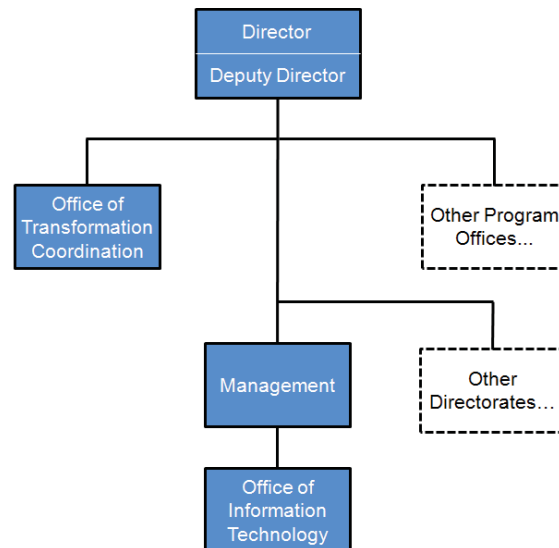 Director
Deputy Director
Office of
Transformation
Coordination
Other Program
Offices...
Management
Other
Directorates…
Office of
Information
Technology